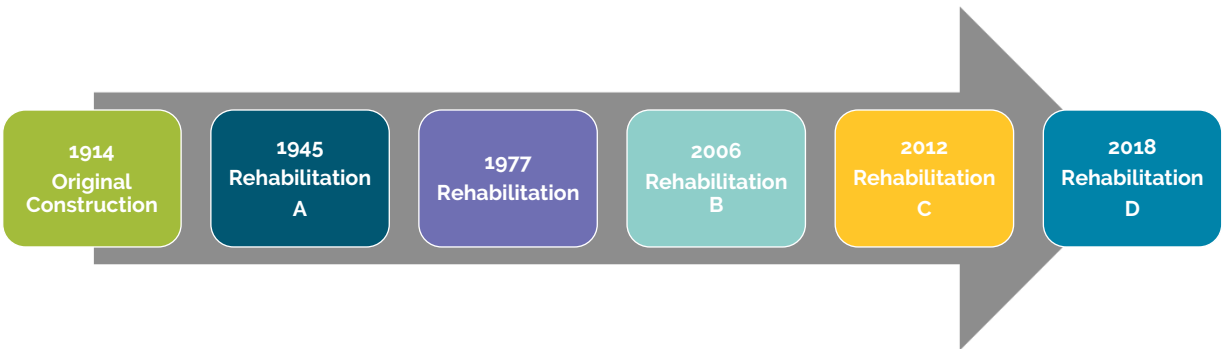 1914
Original
Construction
1945
Rehabilitation
A
1977
Rehabilitation
2006
Rehabilitation
B
2012
Rehabilitation
C
2018
Rehabilitation
D